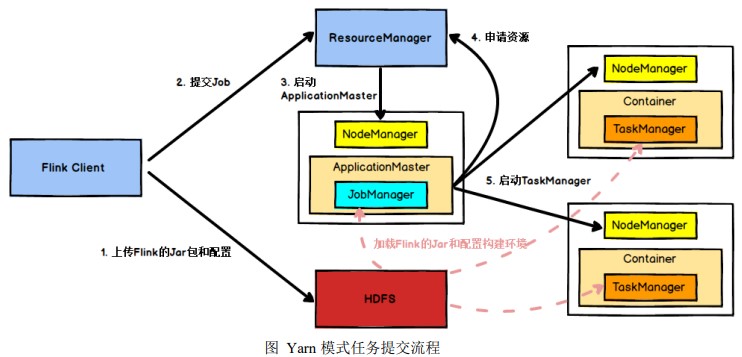 ResourceManager
4. 申请资源
2. 提交Job
3. 启动
ApplicationMaster
NodeManager
Container
TaskManager
Flink Client
NodeManager
ApplicationMaster
JobManager
5. 启动TaskManager
1. 上传Flink的Jar包和配置
加载Flink的Jar和配置构建环境
NodeManager
Container
TaskManager
HDFS
图 Yarn 模式任务提交流程